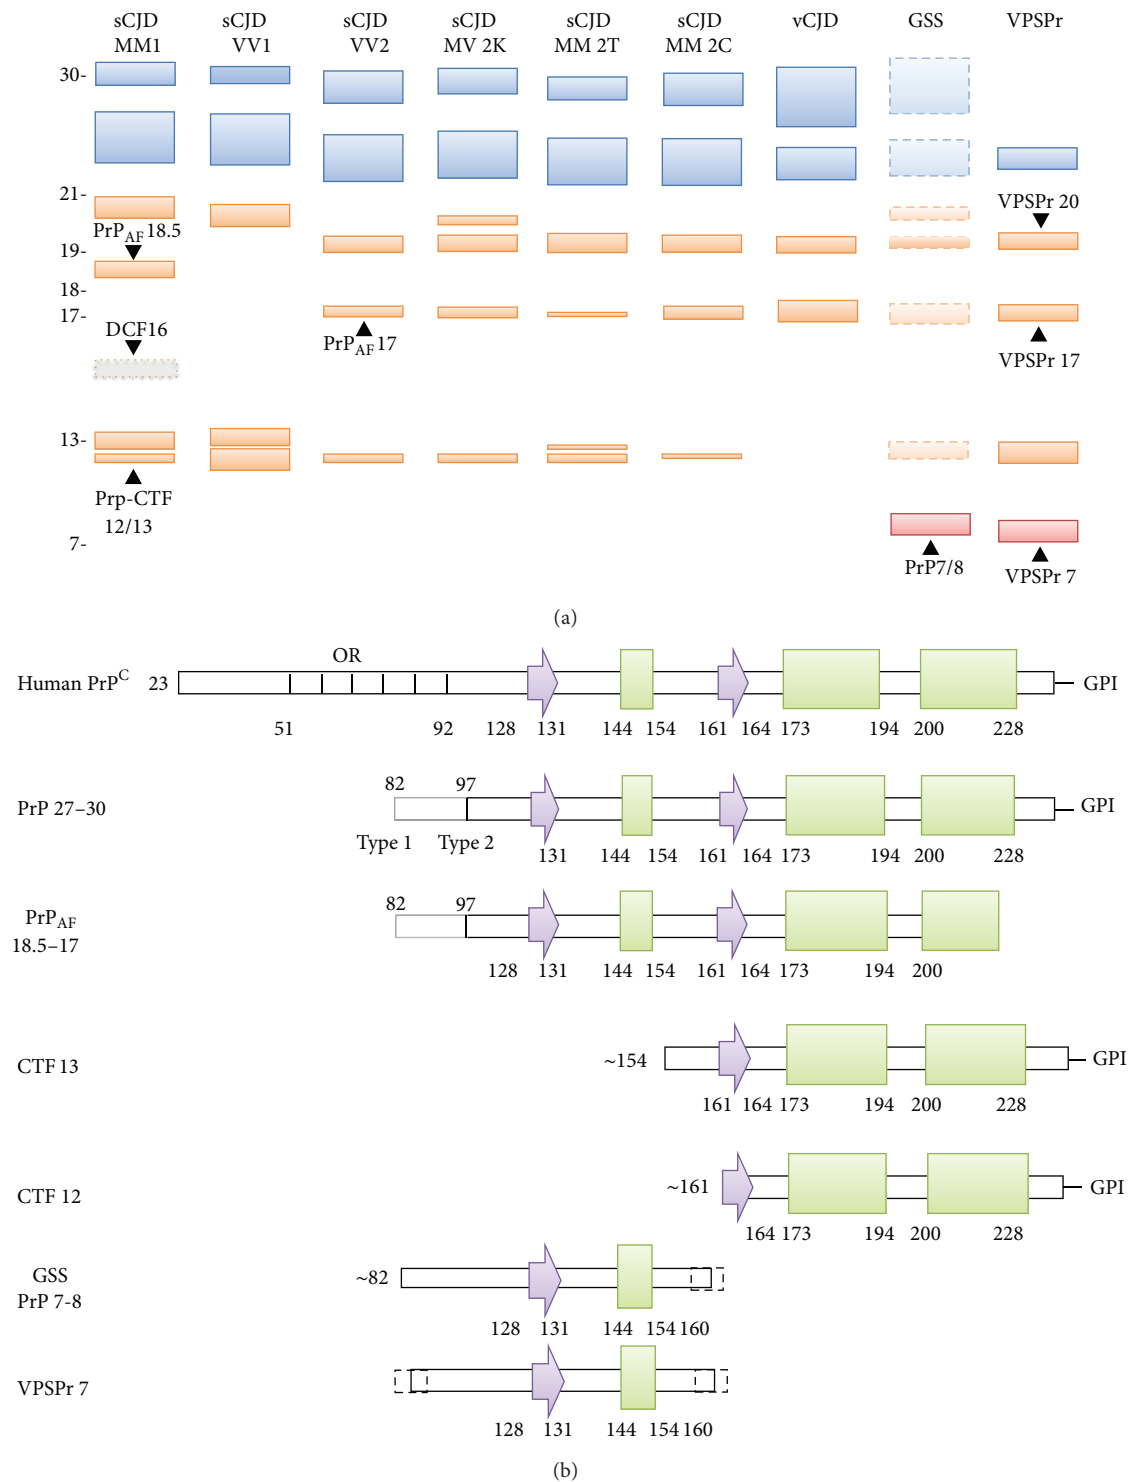 sCJD MM1
sCJD VV1
sCJD VV2
sCJD MV 2K
sCJD MM 2T
sCJD MM 2C
vCJD
GSS
VPSPr
30-
21-
PrP_AF 18.5
VPSPr 20
19-
18-
17-
DCF16
PrP_AF 17
VPSPr 17
13-
Prp-CTF
12/13
7-
PrP7/8
VPSPr 7
(a)
OR
Human PrP^C 23 GPI
51 92 128 131 144 154 161 164 173 194 200 228
82 97
PrP 27–30 GPI
Type 1 Type 2
131 144 154 161 164 173 194 200 228
82 97
PrP_AF
18.5–17
128 131 144 154 161 164 173 194 200
CTF 13 ~154 GPI
161 164 173 194 200 228
CTF 12 ~161 GPI
164 173 194 200 228
GSS
PrP 7-8
~82
128 131 144 154 160
VPSPr 7
128 131 144 154 160
(b)